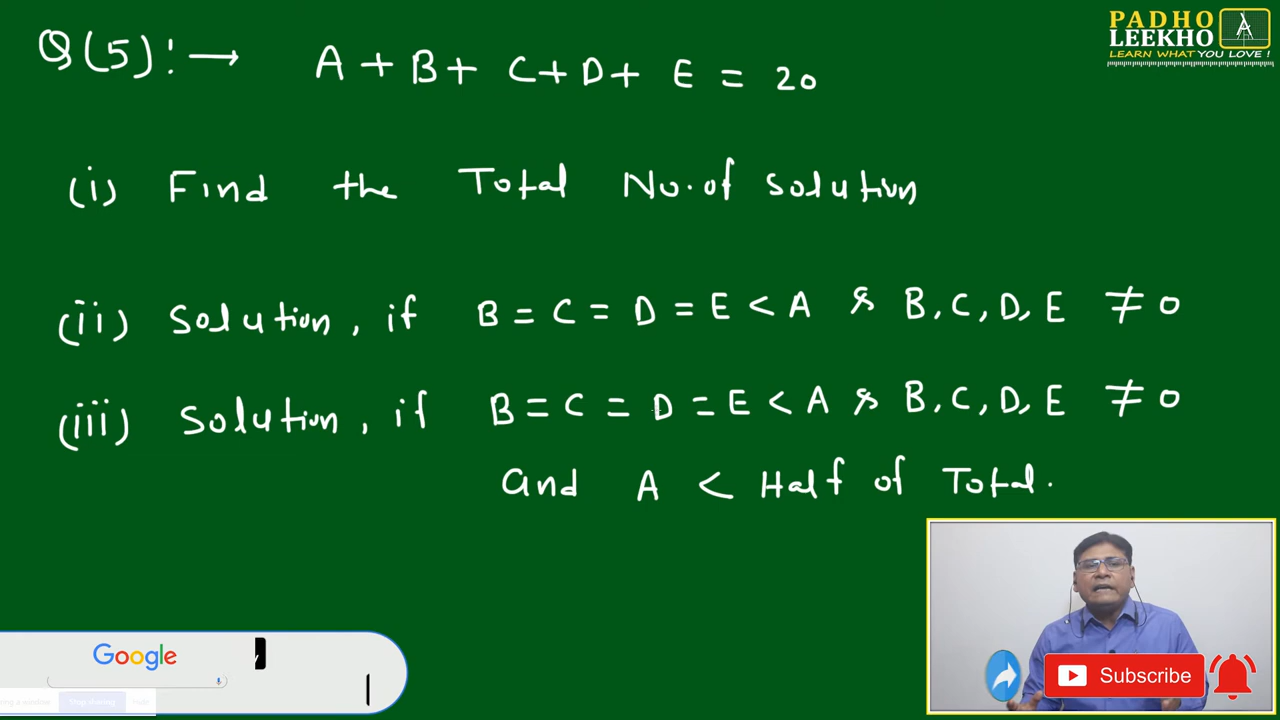 PADHO
LEEKHO
LEARN WHAT YOU LOVE !
Q(5)!→ A + B + C + D + E = 20
(i) Find the Total No. of solution
(ii) Solution, if B = C = D = E < A & B, C, D, E ≠ 0
(iii) Solution, if B = C = D = E < A & B, C, D, E ≠ 0
and A < Half of Total.
Google
Subscribe